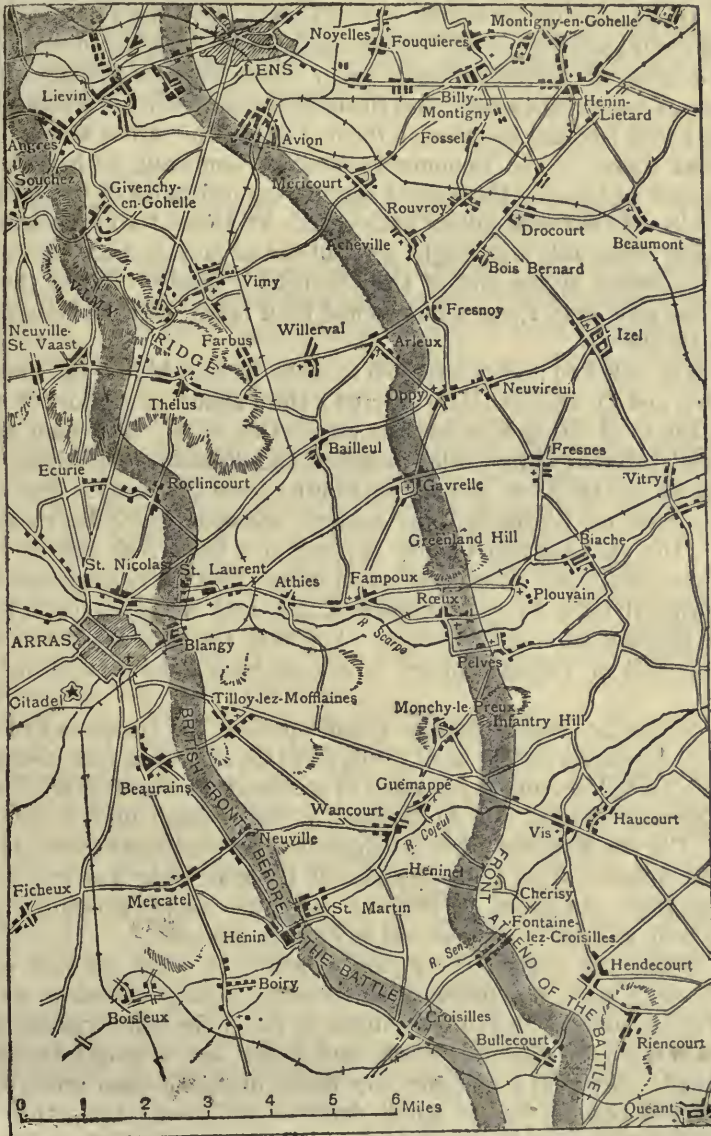 Montigny-en-Gohelle
Noyelles
Fouquieres
LENS
Lievin
Billy-
Montigny
Henin-
Lietard
Angres
Avion
Fossel
Souchez
Givenchy-
en-Gohelle
Méricourt
Rouvroy
Drocourt
Acheville
Beaumont
Bois Bernard
Vimy
VIMY
RIDGE
Fresnoy
Neuville-
St. Vaast
Farbus
Willerval
Arleux
Izel
Thelus
Oppy
Neuvireuil
Bailleul
Fresnes
Ecurie
Roclincourt
Gavrelle
Vitry
Greenland Hill
Biache
St. Nicolas
St. Laurent
Athies
Fampoux
Rœux
Plouvain
R. Scarpe
ARRAS
Blangy
Pelves
Citadel
Tilloy-lez-Mofflaines
Monchy-le-Preux
Infantry Hill
BRITISH FRONT BEFORE THE BATTLE
Beaurains
Guemappe
Wancourt
Haucourt
Vis
R. Cojeul
Neuville
Heninel
FRONT AT END OF THE BATTLE
Cherisy
Ficheux
Mercatel
St. Martin
Fontaine-
lez-Croisilles
Henin
R. Sensee
Hendecourt
Boiry
Boisleux
Croisilles
Bullecourt
Riencourt
Queant
0 1 2 3 4 5 6 Miles